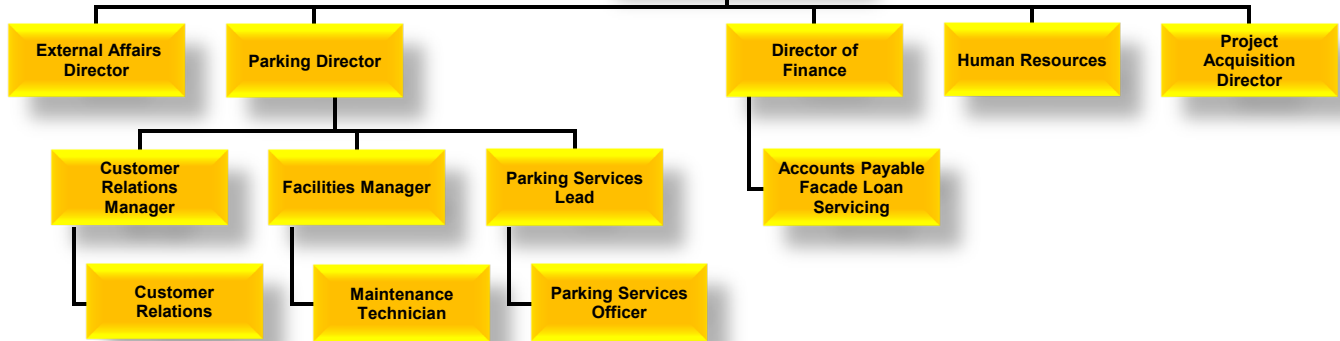 External Affairs
Director
Parking Director
Director of
Finance
Human Resources
Project
Acquisition
Director
Customer
Relations
Manager
Facilities Manager
Parking Services
Lead
Accounts Payable
Facade Loan
Servicing
Customer
Relations
Maintenance
Technician
Parking Services
Officer